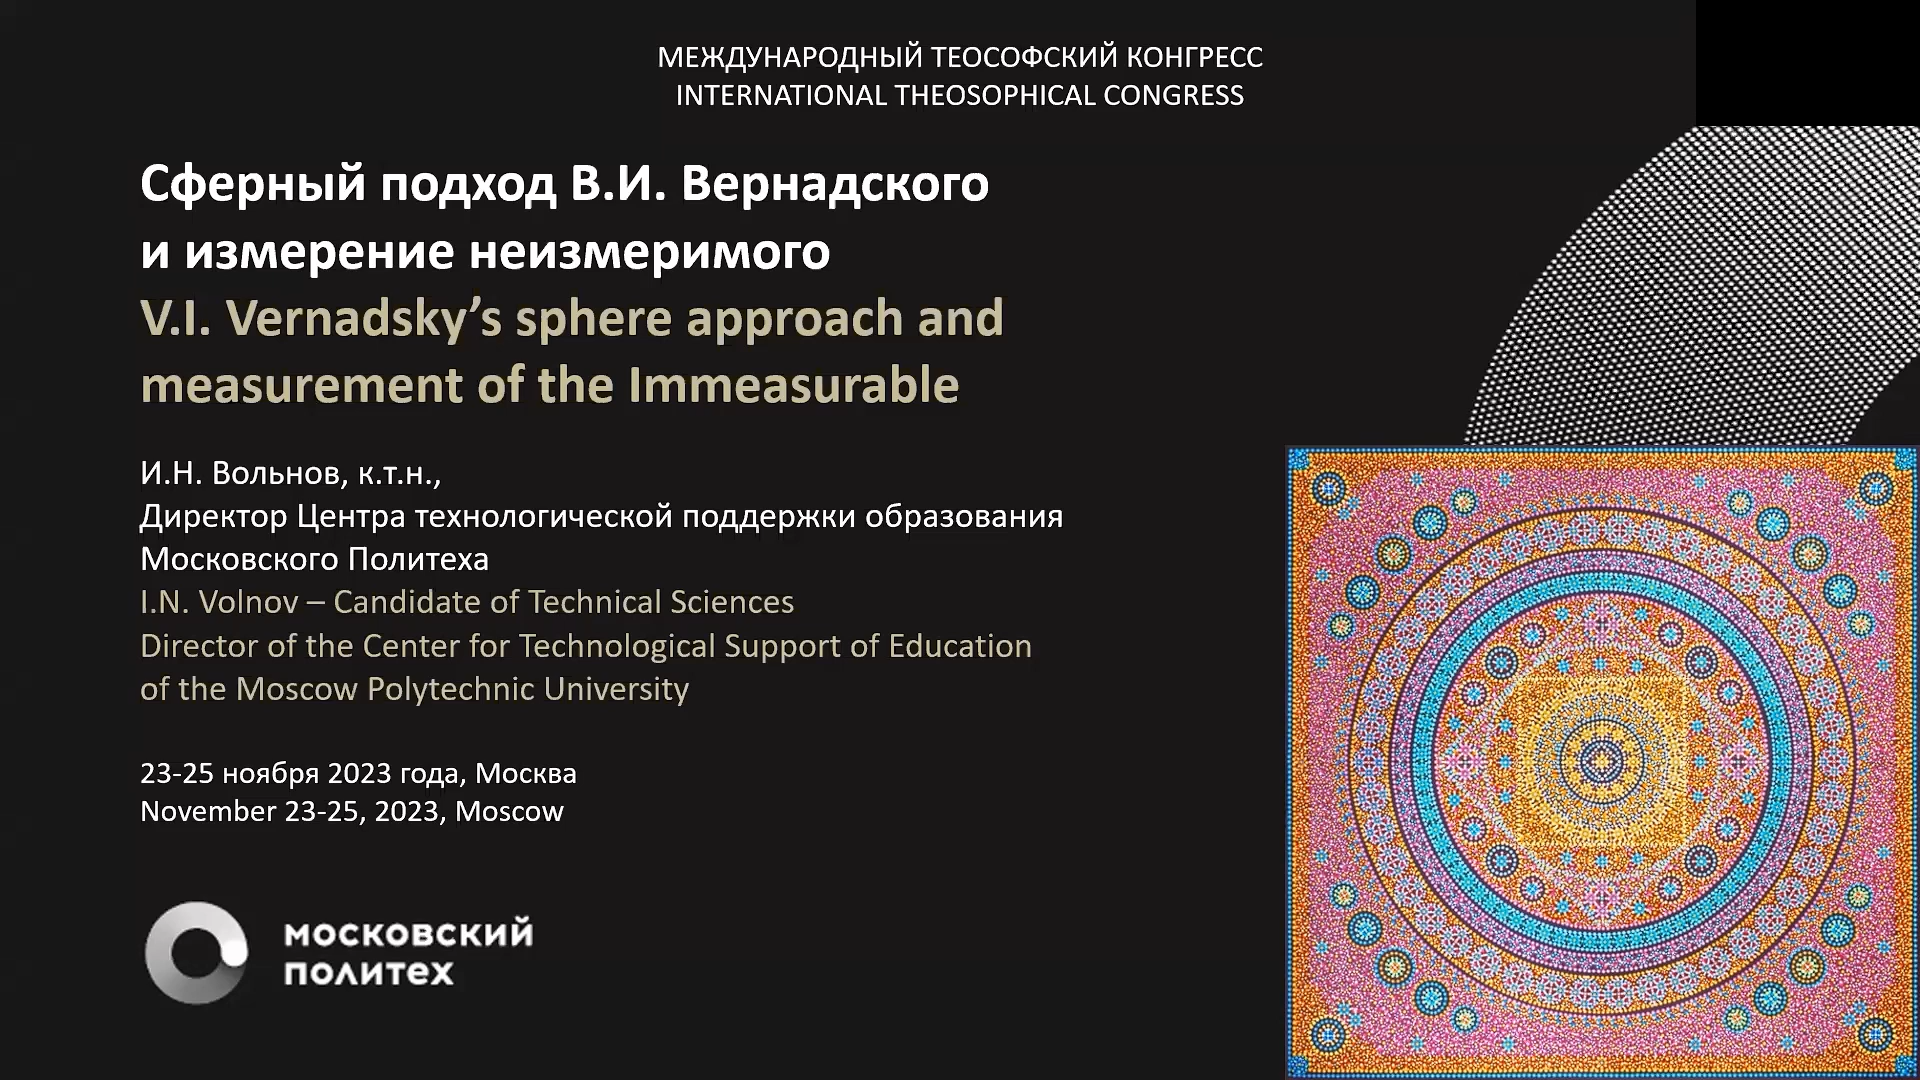 МЕЖДУНАРОДНЫЙ ТЕОСОФСКИЙ КОНГРЕСС
INTERNATIONAL THEOSOPHICAL CONGRESS
Сферный подход В.И. Вернадского
и измерение неизмеримого
V.I. Vernadsky’s sphere approach and
measurement of the Immeasurable
И.Н. Вольнов, к.т.н.,
Директор Центра технологической поддержки образования
Московского Политеха
I.N. Volnov – Candidate of Technical Sciences
Director of the Center for Technological Support of Education
of the Moscow Polytechnic University
23-25 ноября 2023 года, Москва
November 23-25, 2023, Moscow
МОСКОВСКИЙ
ПОЛИТЕХ